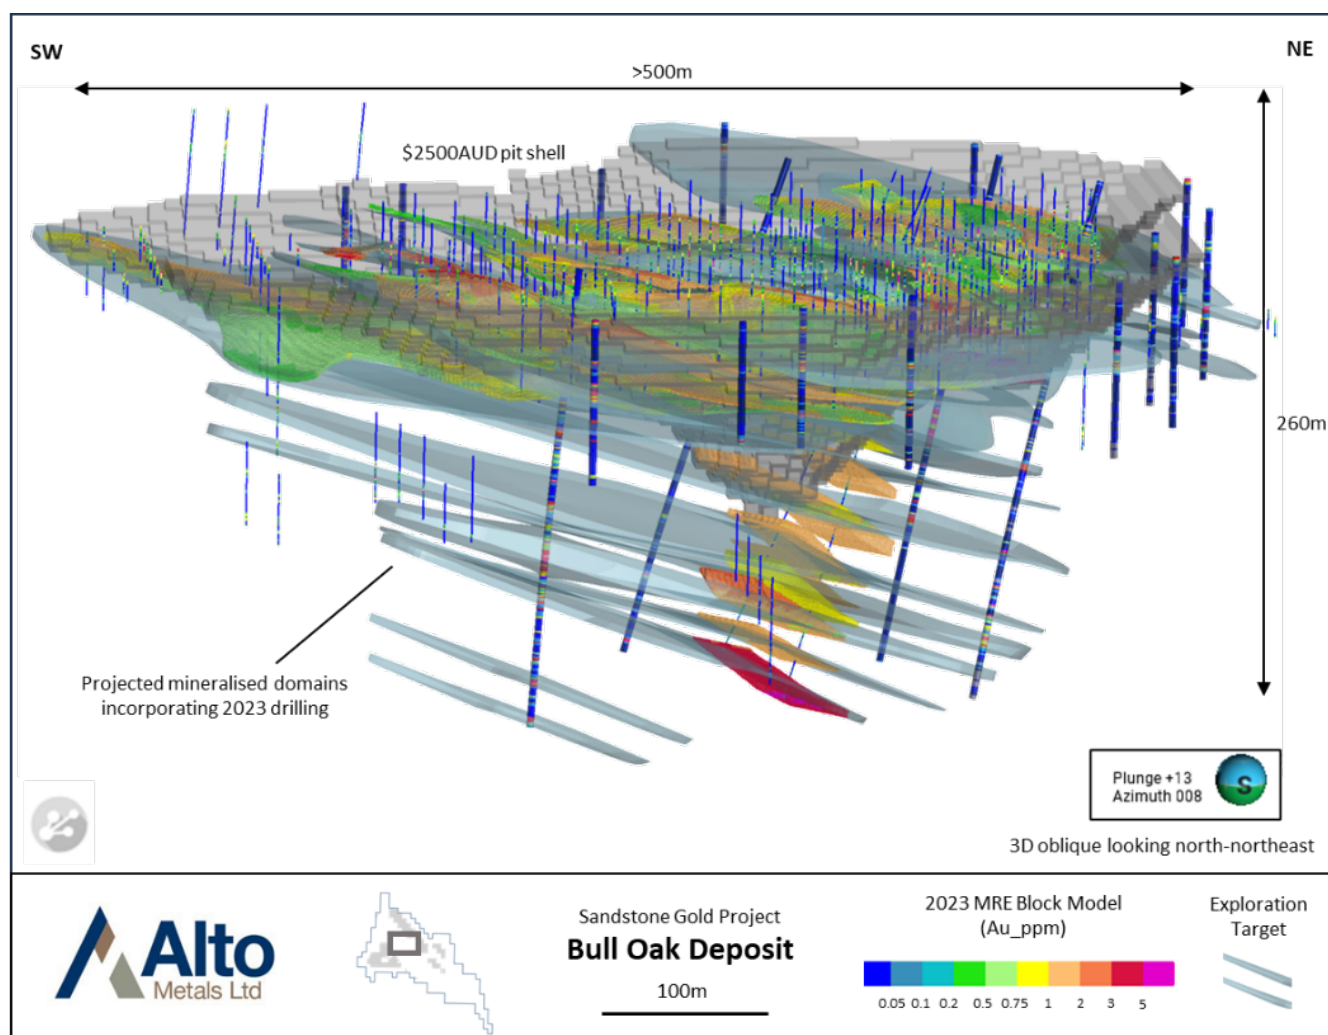 SW
NE
>500m
$2500AUD pit shell
260m
Projected mineralised domains
incorporating 2023 drilling
Plunge +13
Azimuth 008
S
3D oblique looking north-northeast
Alto
Metals Ltd
Sandstone Gold Project
Bull Oak Deposit
100m
2023 MRE Block Model
(Au_ppm)
0.05 0.1 0.2 0.5 0.75 1 2 3 5
Exploration
Target